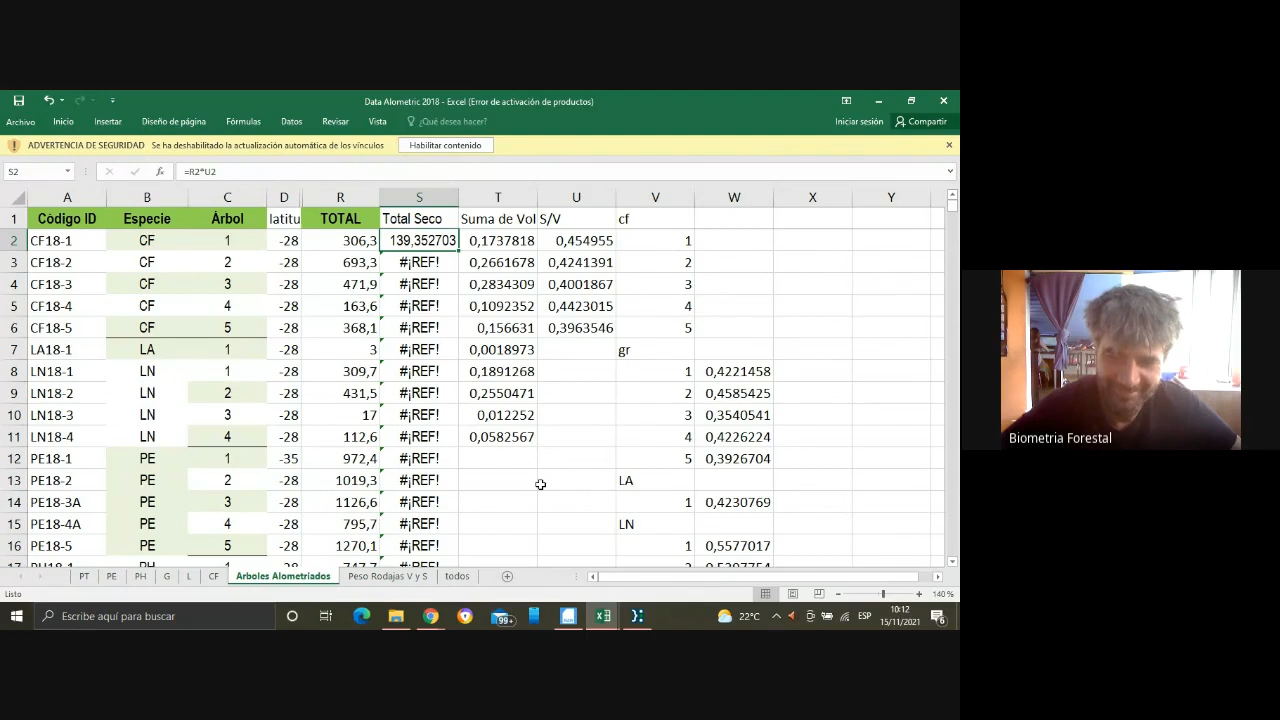 Data Alometric 2018 - Excel (Error de activación de productos)
Archivo Inicio Insertar Diseño de página Fórmulas Datos Revisar Vista ¿Qué desea hacer? Iniciar sesión Compartir
ADVERTENCIA DE SEGURIDAD Se ha deshabilitado la actualización automática de los vínculos Habilitar contenido
S2 fx =R2*U2
A B C D R S T U V W X Y
1 Código ID Especie Árbol latitu TOTAL Total Seco Suma de Vol S/V cf
2 CF18-1 CF 1 -28 306,3 139,352703 0,1737818 0,454955 1
3 CF18-2 CF 2 -28 693,3 #¡REF! 0,2661678 0,4241391 2
4 CF18-3 CF 3 -28 471,9 #¡REF! 0,2834309 0,4001867 3
5 CF18-4 CF 4 -28 163,6 #¡REF! 0,1092352 0,4423015 4
6 CF18-5 CF 5 -28 368,1 #¡REF! 0,156631 0,3963546 5
7 LA18-1 LA 1 -28 3 #¡REF! 0,0018973 gr
8 LN18-1 LN 1 -28 309,7 #¡REF! 0,1891268 1 0,4221458
9 LN18-2 LN 2 -28 431,5 #¡REF! 0,2550471 2 0,4585425
10 LN18-3 LN 3 -28 17 #¡REF! 0,012252 3 0,3540541
11 LN18-4 LN 4 -28 112,6 #¡REF! 0,0582567 4 0,4226224
12 PE18-1 PE 1 -35 972,4 #¡REF! 5 0,3926704
13 PE18-2 PE 2 -28 1019,3 #¡REF! LA
14 PE18-3A PE 3 -28 1126,6 #¡REF! 1 0,4230769
15 PE18-4A PE 4 -28 795,7 #¡REF! LN
16 PE18-5 PE 5 -28 1270,1 #¡REF! 1 0,5577017
PT PE PH G L CF Arboles Alometriados Peso Rodajas V y S todos
Listo 140 %
Escribe aquí para buscar 99+ 22°C ESP 10:12
15/11/2021 6
Biometria Forestal